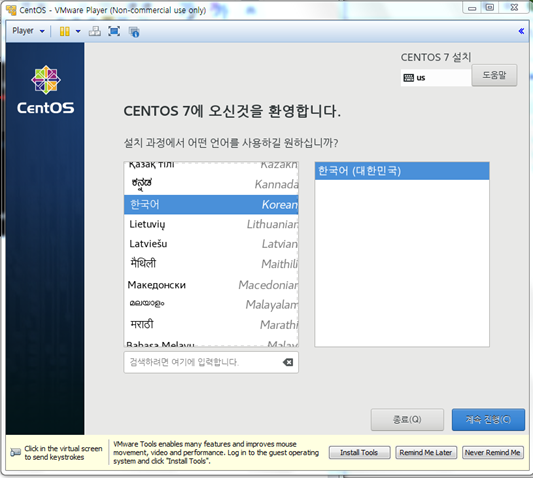 CentOS - VMware Player (Non-commercial use only)
Player
CentOS
CENTOS 7 설치
us
도움말
CENTOS 7에 오신것을 환영합니다.
설치 과정에서 어떤 언어를 사용하길 원하십니까?
Қазақ тілі Kazakh
ಕನ್ನಡ Kannada
한국어 Korean
Lietuvių Lithuanian
Latviešu Latvian
मैथिली Maithili
Македонски Macedonian
മലയാളം Malayalam
मराठी Marathi
Bahasa Melayu Malay
한국어 (대한민국)
검색하려면 여기에 입력합니다.
종료(Q)
계속 진행(C)
Click in the virtual screen
to send keystrokes
VMware Tools enables many features and improves mouse
movement, video and performance. Log in to the guest operating
system and click "Install Tools".
Install Tools
Remind Me Later
Never Remind Me